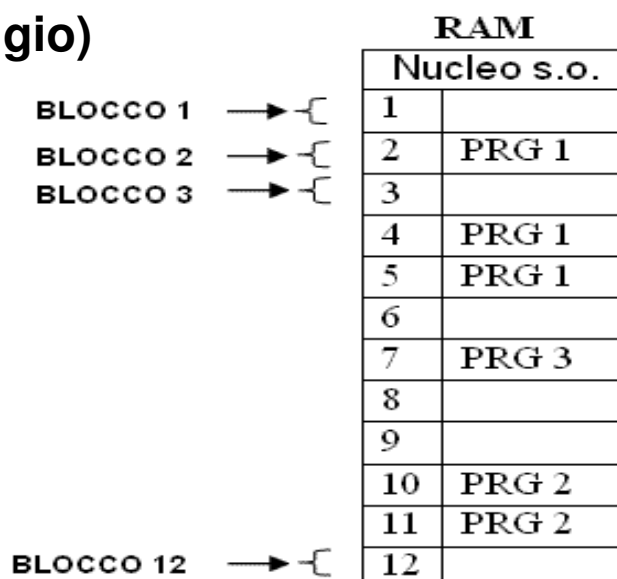 gio)
RAM
Nucleo s.o.
BLOCCO 1 1
BLOCCO 2 2 PRG 1
BLOCCO 3 3
4 PRG 1
5 PRG 1
6
7 PRG 3
8
9
10 PRG 2
11 PRG 2
BLOCCO 12 12